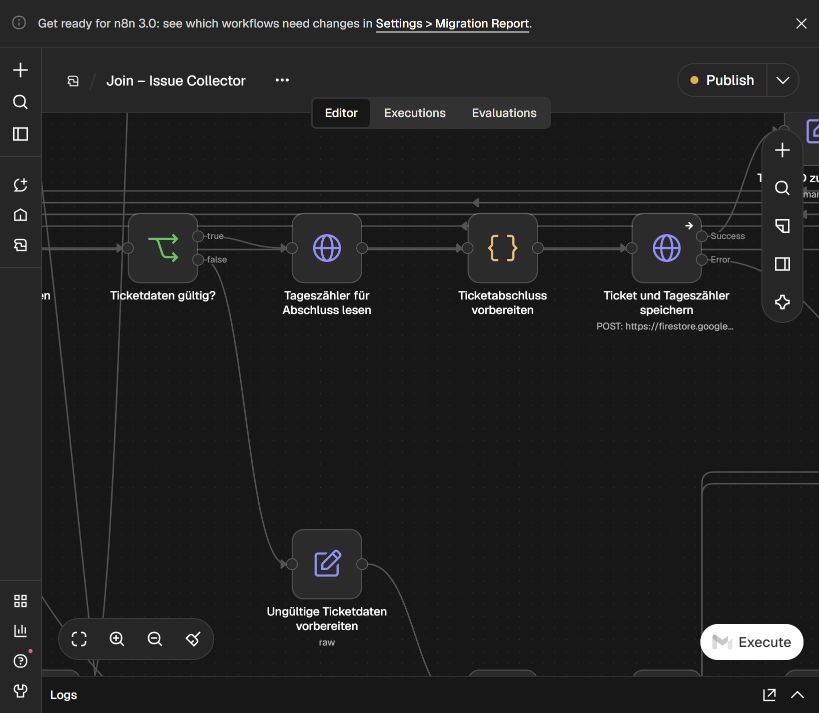 Get ready for n8n 3.0: see which workflows need changes in Settings > Migration Report.
/ Join – Issue Collector ...
Publish
Editor Executions Evaluations
true
false
Success
Error
en
Ticketdaten gültig?
Tageszähler für
Abschluss lesen
Ticketabschluss
vorbereiten
Ticket und Tageszähler
speichern
POST: https://firestore.google...
Ungültige Ticketdaten
vorbereiten
raw
Execute
Logs